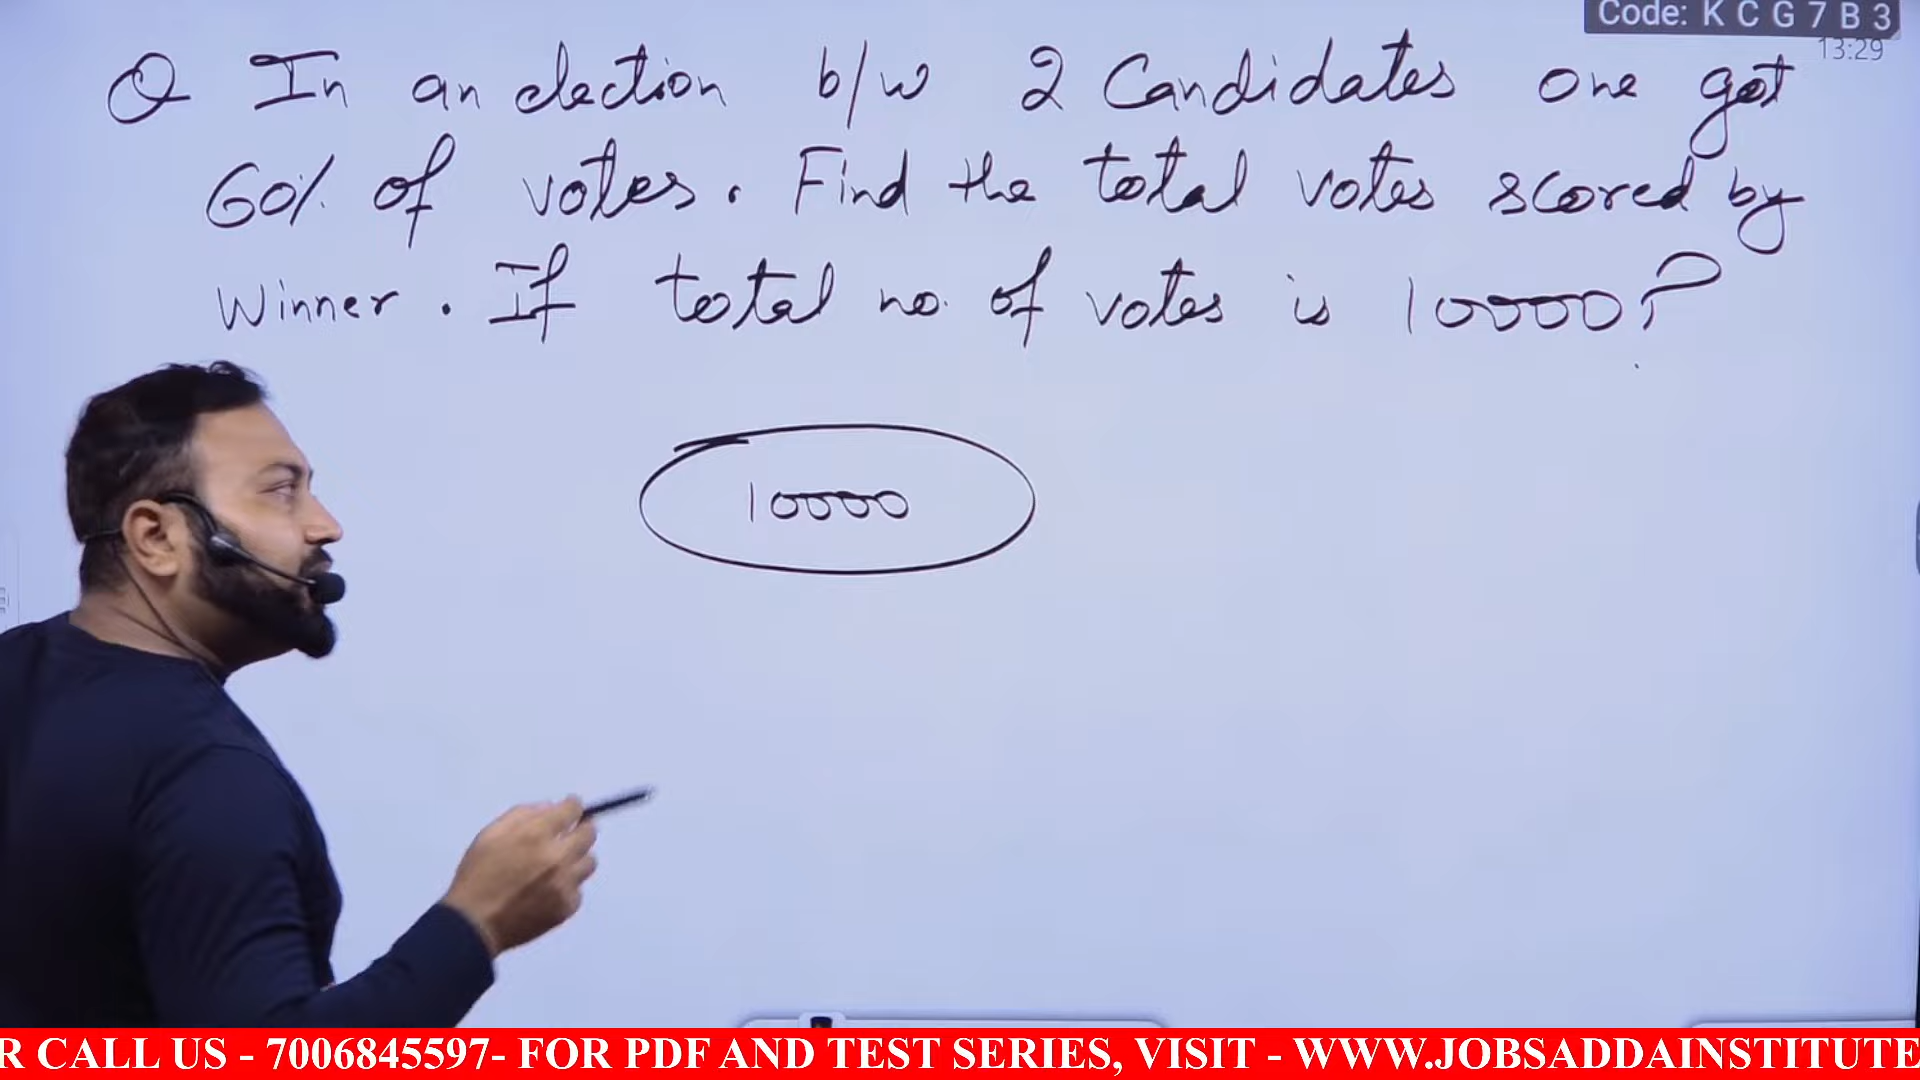 Code: K C G 7 B 3
13:29
Q In an election b/w 2 Candidates one got
60% of votes. Find the total votes scored by
Winner. If total no. of votes is 10000?
10000
R CALL US - 7006845597- FOR PDF AND TEST SERIES, VISIT - WWW.JOBSADDAINSTITUTE